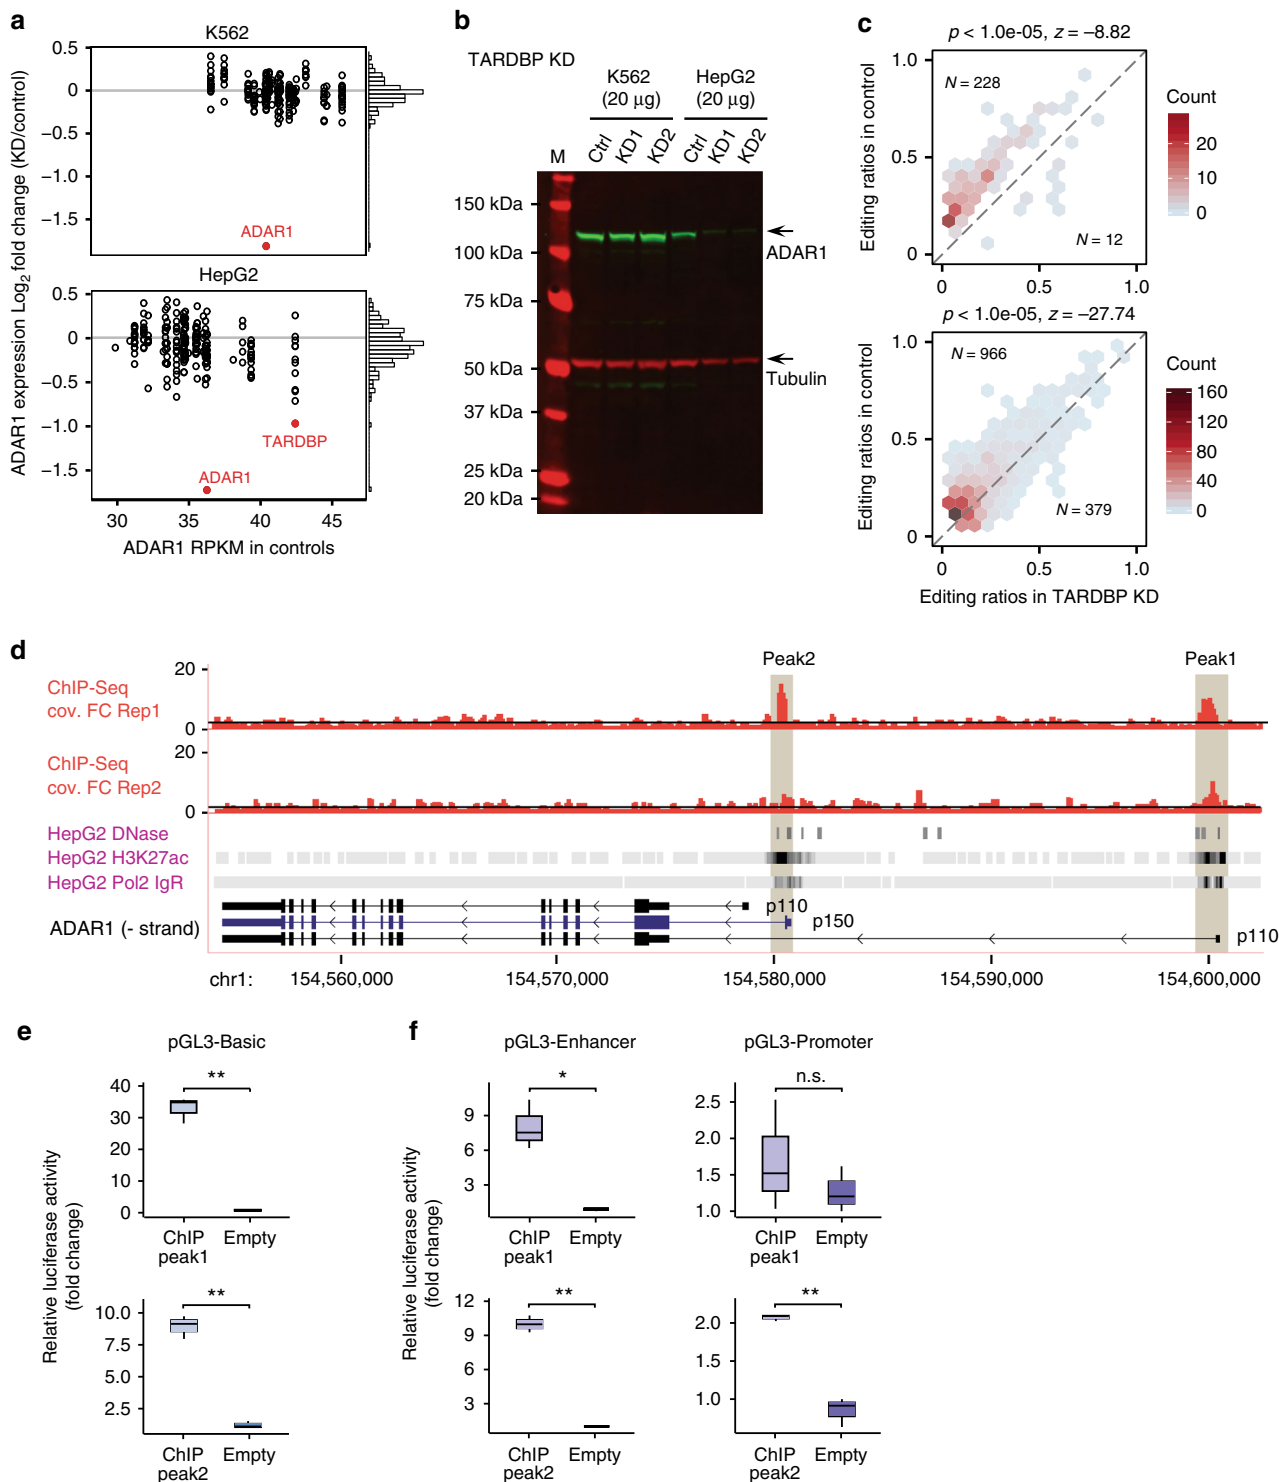 a
K562
0.5
0
−0.5
−1.0
−1.5
ADAR1
HepG2
0.5
0
−0.5
−1.0
−1.5
TARDBP
ADAR1
30 35 40 45
ADAR1 RPKM in controls
ADAR1 expression Log2 fold change (KD/control)
b
TARDBP KD
K562 (20 μg)
HepG2 (20 μg)
M Ctrl KD1 KD2 Ctrl KD1 KD2
150 kDa
100 kDa
75 kDa
50 kDa
37 kDa
25 kDa
20 kDa
ADAR1
Tubulin
c
p < 1.0e-05, z = −8.82
1.0
0.5
0
N = 228
N = 12
0 0.5 1.0
Editing ratios in control
Count
20
10
0
p < 1.0e-05, z = −27.74
1.0
0.5
0
N = 966
N = 379
0 0.5 1.0
Editing ratios in control
Editing ratios in TARDBP KD
Count
160
120
80
40
0
d
Peak2 Peak1
ChIP-Seq
cov. FC Rep1
20
0
ChIP-Seq
cov. FC Rep2
20
0
HepG2 DNase
HepG2 H3K27ac
HepG2 Pol2 IgR
ADAR1 (- strand)
p110
p150
p110
chr1: 154,560,000 154,570,000 154,580,000 154,590,000 154,600,000
e
pGL3-Basic
**
40
30
20
10
0
ChIP peak1
Empty
**
10.0
7.5
5.0
2.5
ChIP peak2
Empty
Relative luciferase activity
(fold change)
f
pGL3-Enhancer
*
9
6
3
ChIP peak1
Empty
pGL3-Promoter
n.s.
2.5
2.0
1.5
1.0
ChIP peak1
Empty
**
12
9
6
3
ChIP peak2
Empty
**
2.0
1.5
1.0
ChIP peak2
Empty
Relative luciferase activity
(fold change)